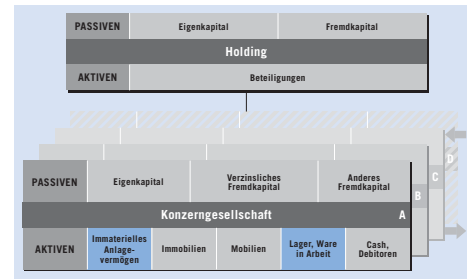 PASSIVEN Eigenkapital Fremdkapital
Holding
AKTIVEN Beteiligungen
D
C
B
PASSIVEN Eigenkapital Verzinsliches Fremdkapital Anderes Fremdkapital
Konzerngesellschaft A
AKTIVEN Immaterielles Anlage- vermögen Immobilien Mobilien Lager, Ware in Arbeit Cash, Debitoren